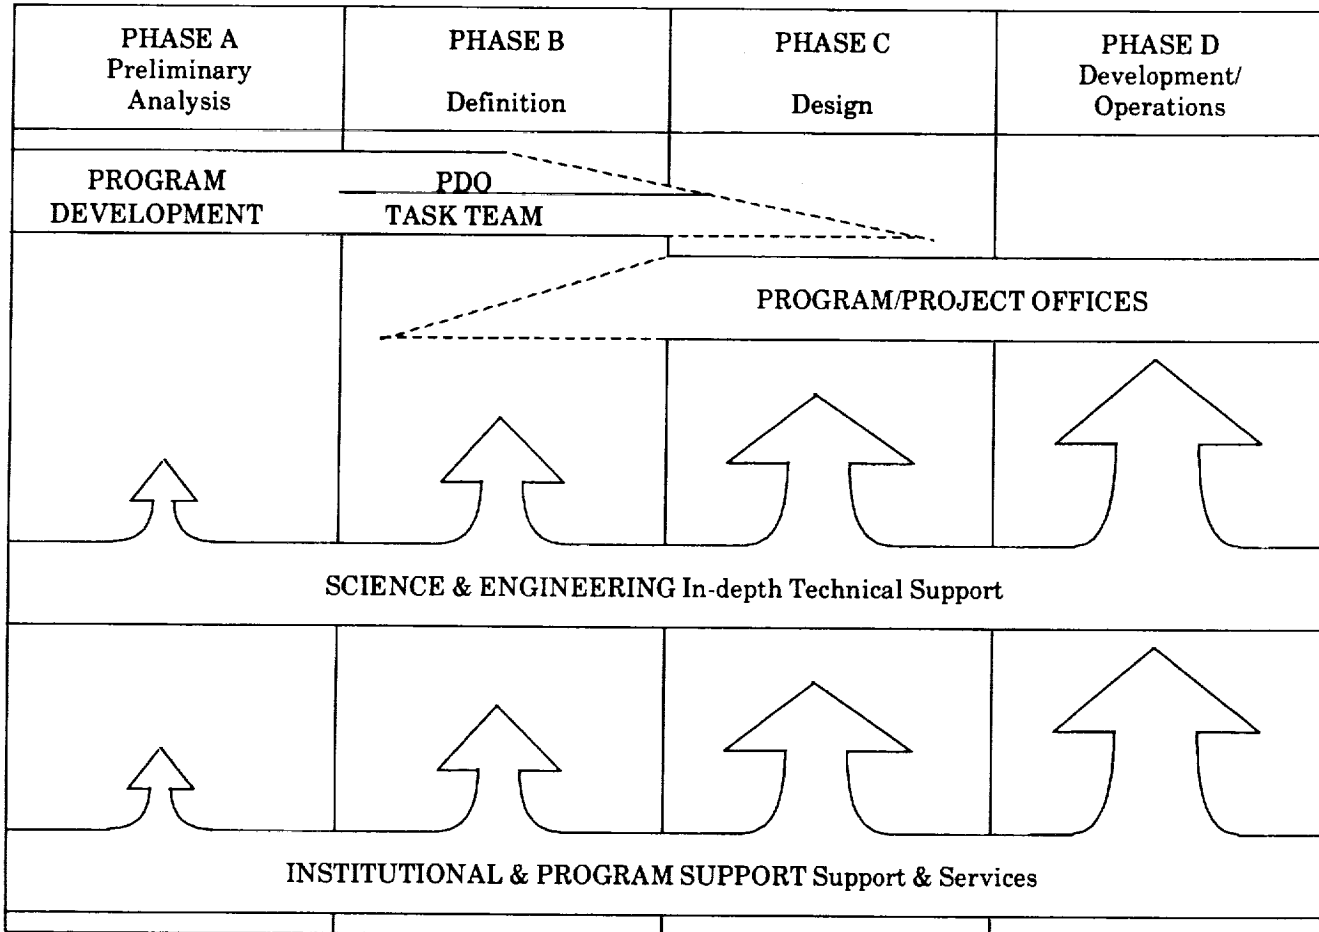 PHASE A
Preliminary
Analysis
PHASE B
Definition
PHASE C
Design
PHASE D
Development/
Operations
PROGRAM
DEVELOPMENT
PDO
TASK TEAM
PROGRAM/PROJECT OFFICES
SCIENCE & ENGINEERING In-depth Technical Support
INSTITUTIONAL & PROGRAM SUPPORT Support & Services